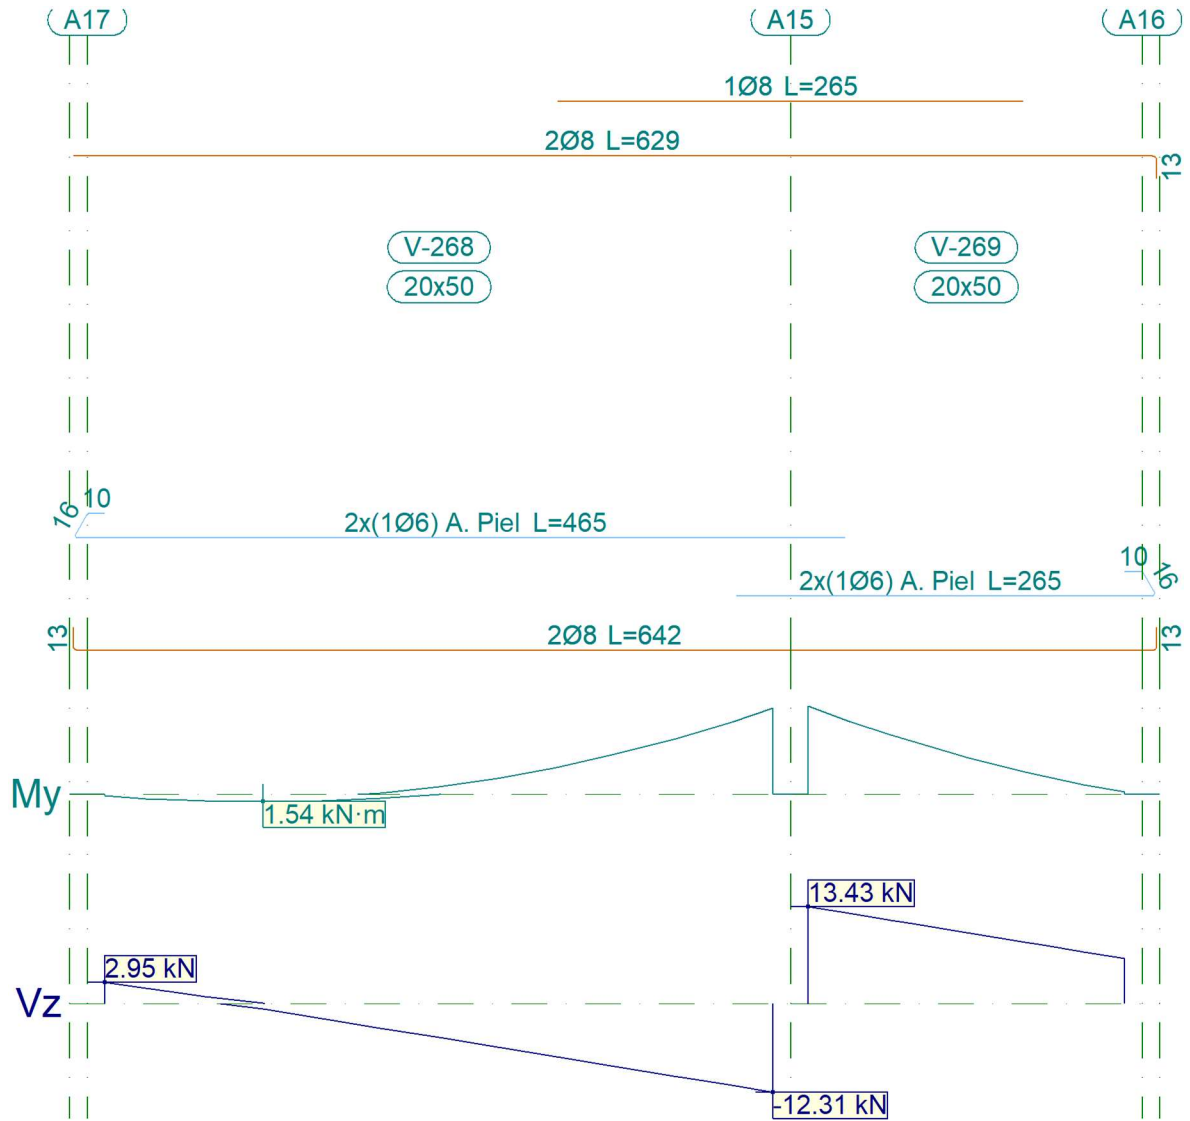 A17
A15
A16
1Ø8 L=265
2Ø8 L=629
13
V-268
V-269
20x50
20x50
16
10
2x(1Ø6) A. Piel L=465
10
16
2x(1Ø6) A. Piel L=265
13
2Ø8 L=642
13
My
1.54 kN·m
13.43 kN
2.95 kN
Vz
-12.31 kN